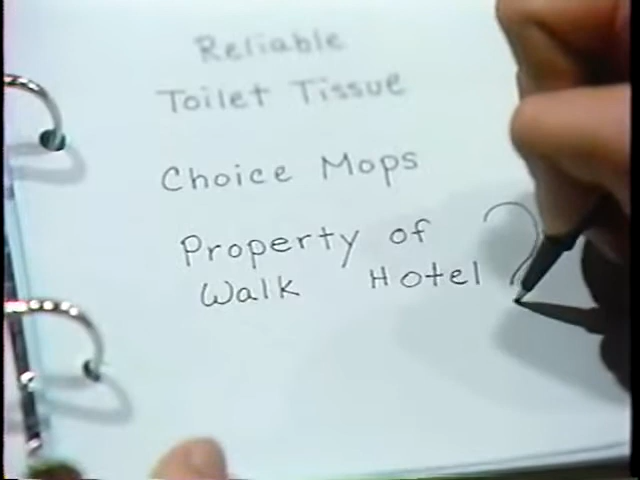 Reliable
Toilet Tissue
Choice Mops
Property of
Walk Hotel ?